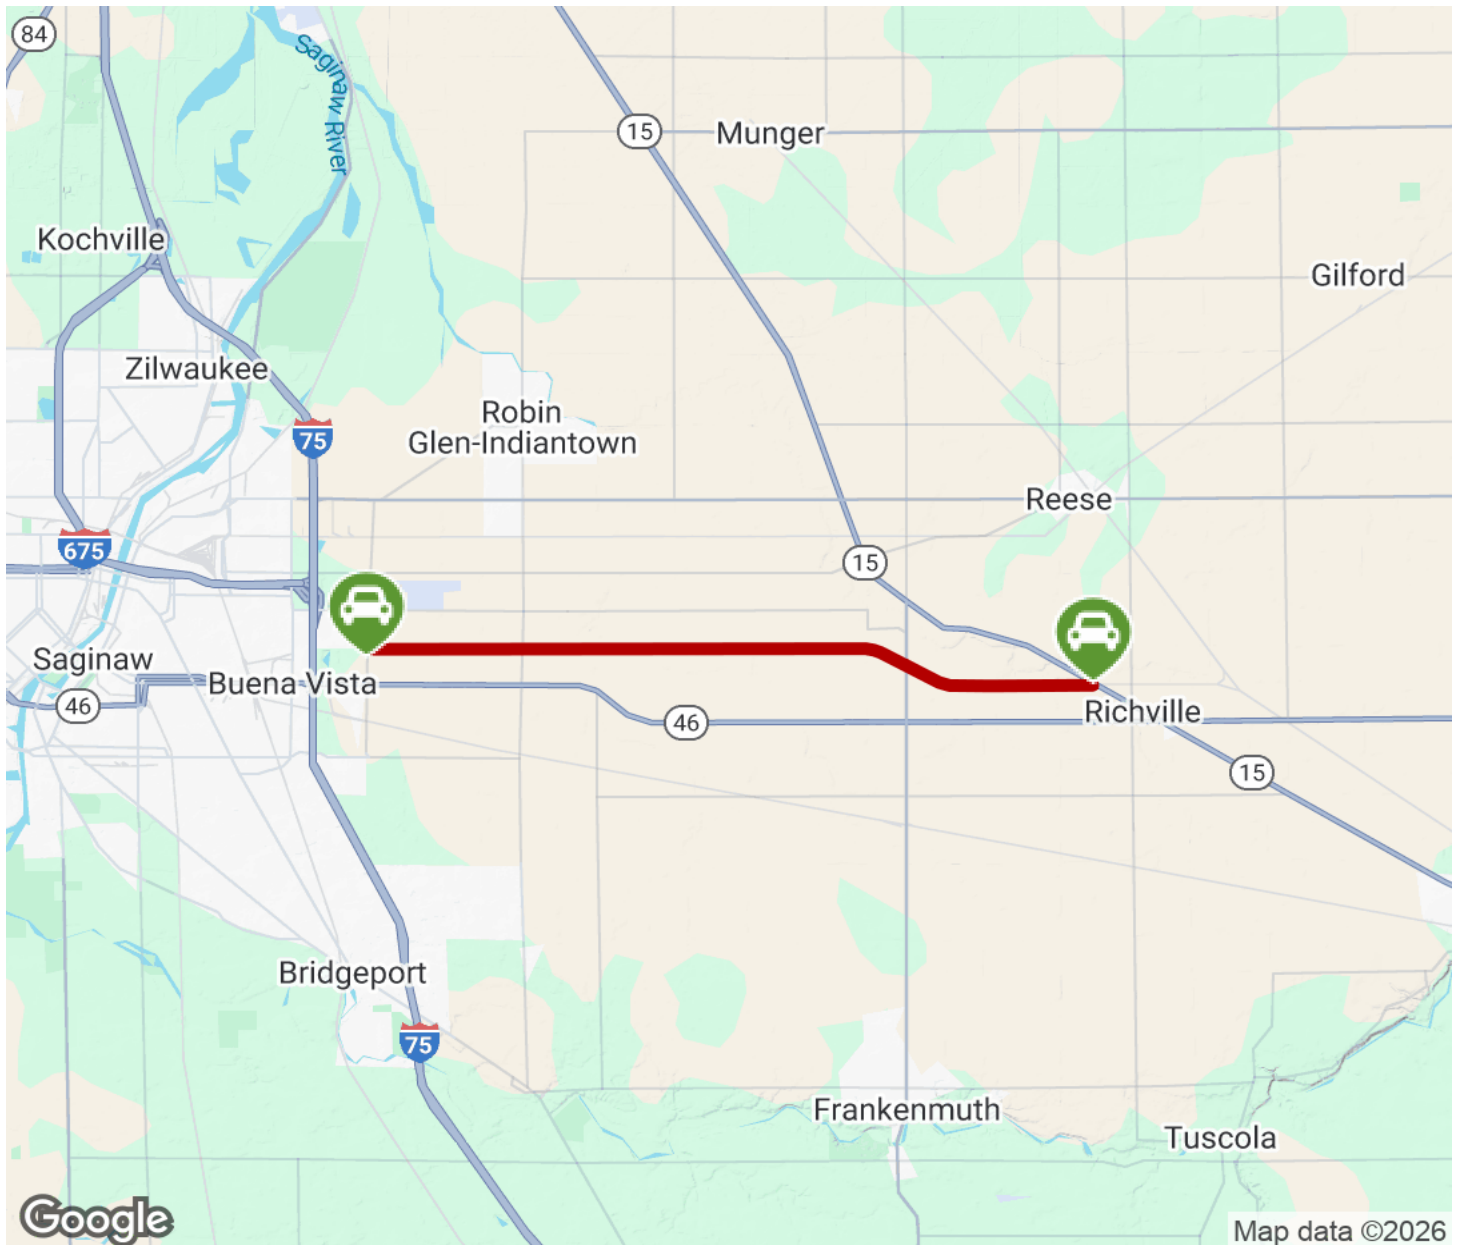 84
Saginaw River
15
Munger
Kochville
Gilford
Zilwaukee
Robin
Glen-Indiantown
75
Reese
675
15
Saginaw
Buena Vista
46
46
Richville
15
Bridgeport
75
Frankenmuth
Tuscola
Google
Map data ©2026